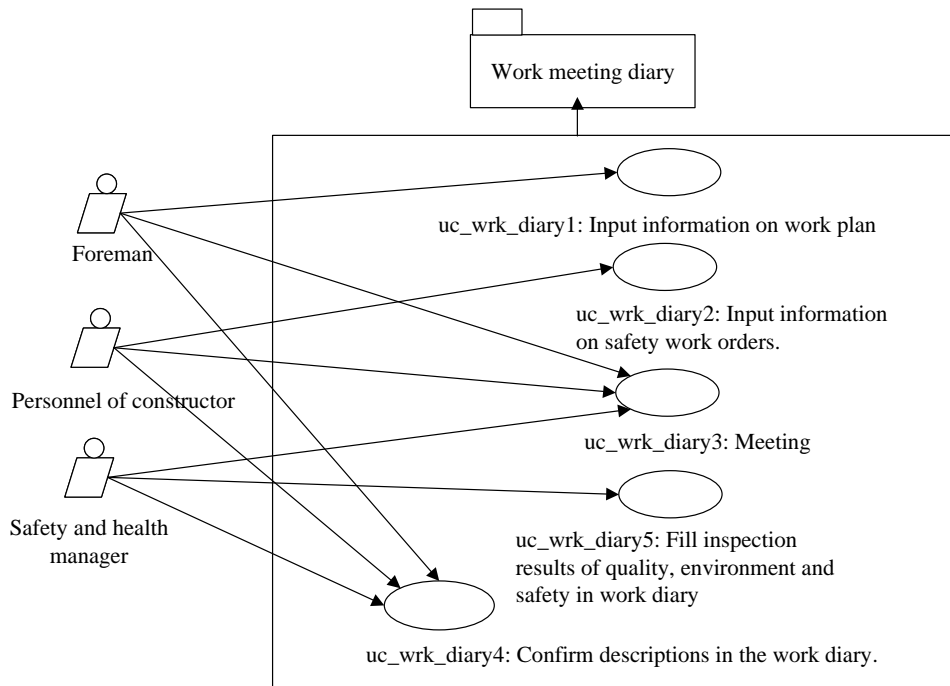 Work meeting diary
uc_wrk_diary1: Input information on work plan
Foreman
uc_wrk_diary2: Input information
on safety work orders.
Personnel of constructor
uc_wrk_diary3: Meeting
Safety and health
manager
uc_wrk_diary5: Fill inspection
results of quality, environment and
safety in work diary
uc_wrk_diary4: Confirm descriptions in the work diary.